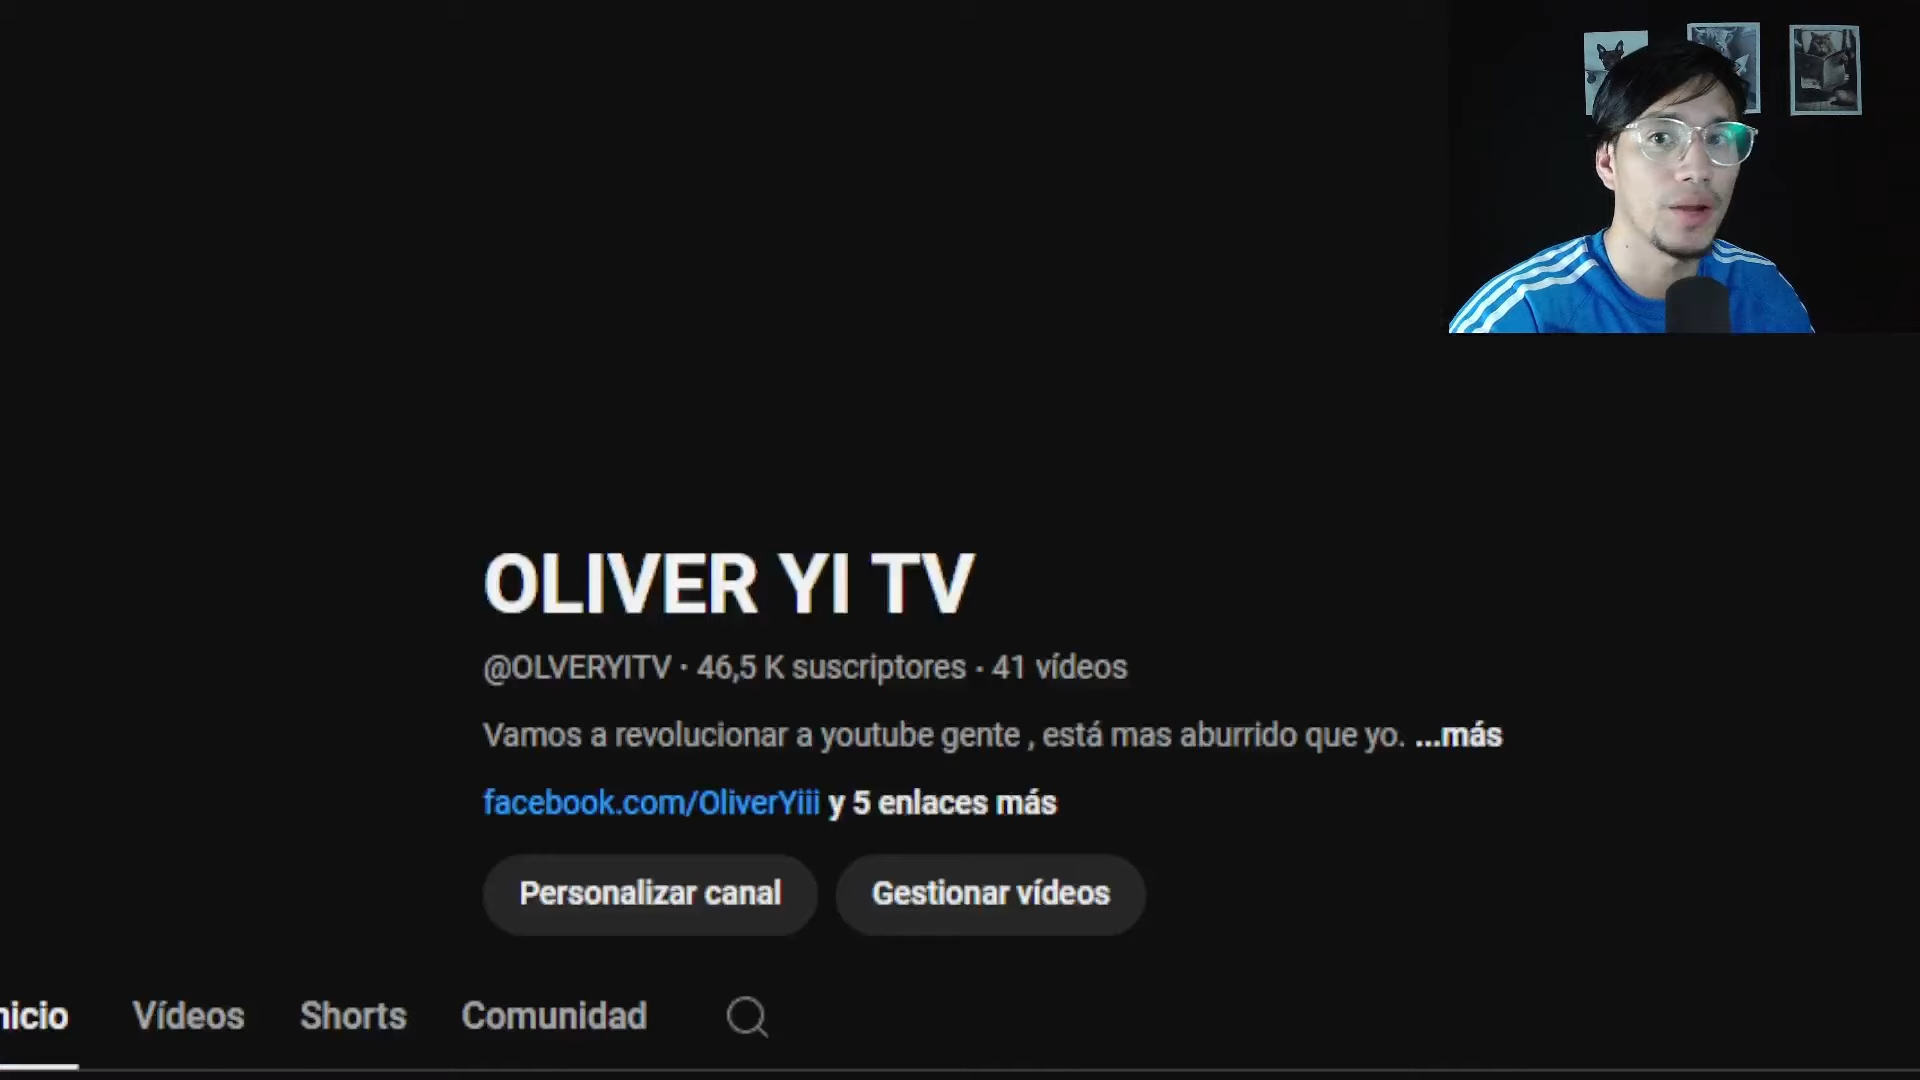 OLIVER YI TV
@OLVERYITV · 46,5 K suscriptores · 41 vídeos
Vamos a revolucionar a youtube gente , está mas aburrido que yo. ...más
facebook.com/OliverYiii y 5 enlaces más
Personalizar canal Gestionar vídeos
nicio Vídeos Shorts Comunidad